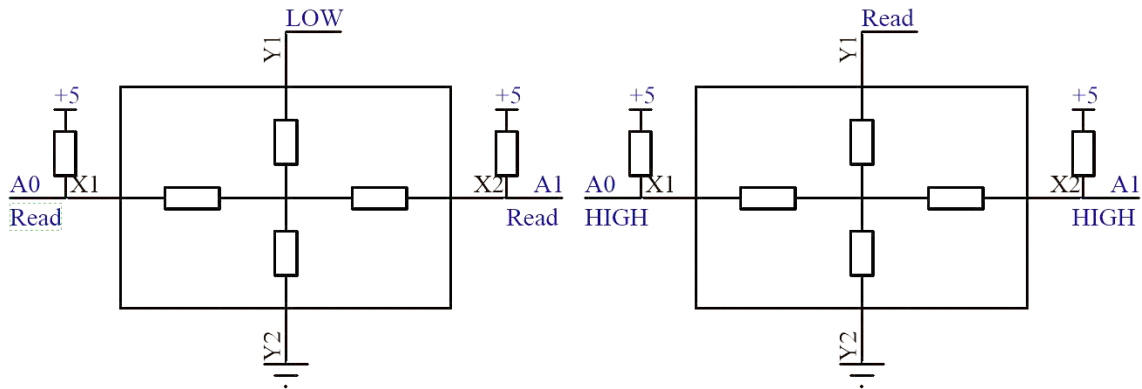 LOW
Y1
+5
+5
A0
X1
X2
A1
Read
Read
Y2
Read
Y1
+5
+5
A0
X1
X2
A1
HIGH
HIGH
Y2